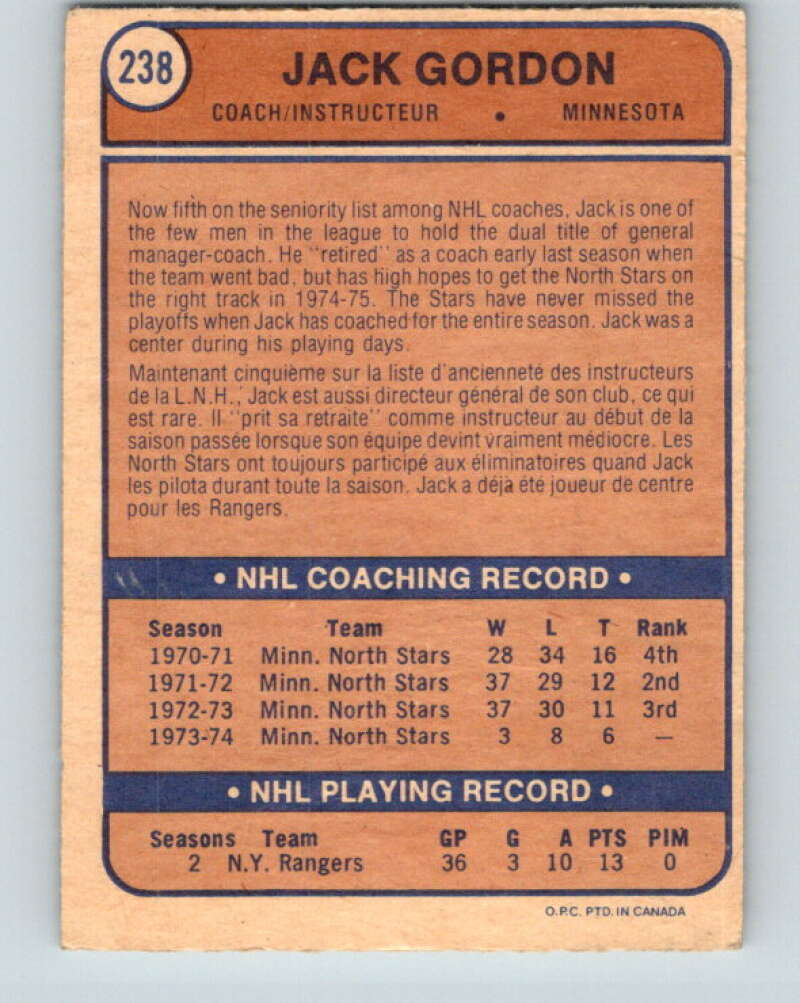 238
JACK GORDON
COACH/INSTRUCTEUR • MINNESOTA
Now fifth on the seniority list among NHL coaches, Jack is one of
the few men in the league to hold the dual title of general
manager-coach. He "retired" as a coach early last season when
the team went bad, but has high hopes to get the North Stars on
the right track in 1974-75. The Stars have never missed the
playoffs when Jack has coached for the entire season. Jack was a
center during his playing days.
Maintenant cinquième sur la liste d'ancienneté des instructeurs
de la L.N.H., Jack est aussi directeur général de son club, ce qui
est rare. Il "prit sa retraite" comme instructeur au début de la
saison passée lorsque son équipe devint vraiment médiocre. Les
North Stars ont toujours participé aux éliminatoires quand Jack
les pilota durant toute la saison. Jack a déjà été joueur de centre
pour les Rangers.
• NHL COACHING RECORD •
Season Team W L T Rank
1970-71 Minn. North Stars 28 34 16 4th
1971-72 Minn. North Stars 37 29 12 2nd
1972-73 Minn. North Stars 37 30 11 3rd
1973-74 Minn. North Stars 3 8 6 —
• NHL PLAYING RECORD •
Seasons Team GP G A PTS PIM
2 N.Y. Rangers 36 3 10 13 0
O.P.C. PTD. IN CANADA